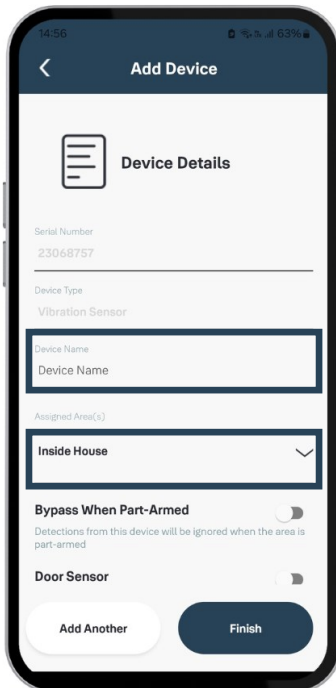 14:56
63%
Add Device
Device Details
Serial Number
23068757
Device Type
Vibration Sensor
Device Name
Device Name
Assigned Area(s)
Inside House
Bypass When Part-Armed
Detections from this device will be ignored when the area is
part-armed
Door Sensor
Add Another
Finish